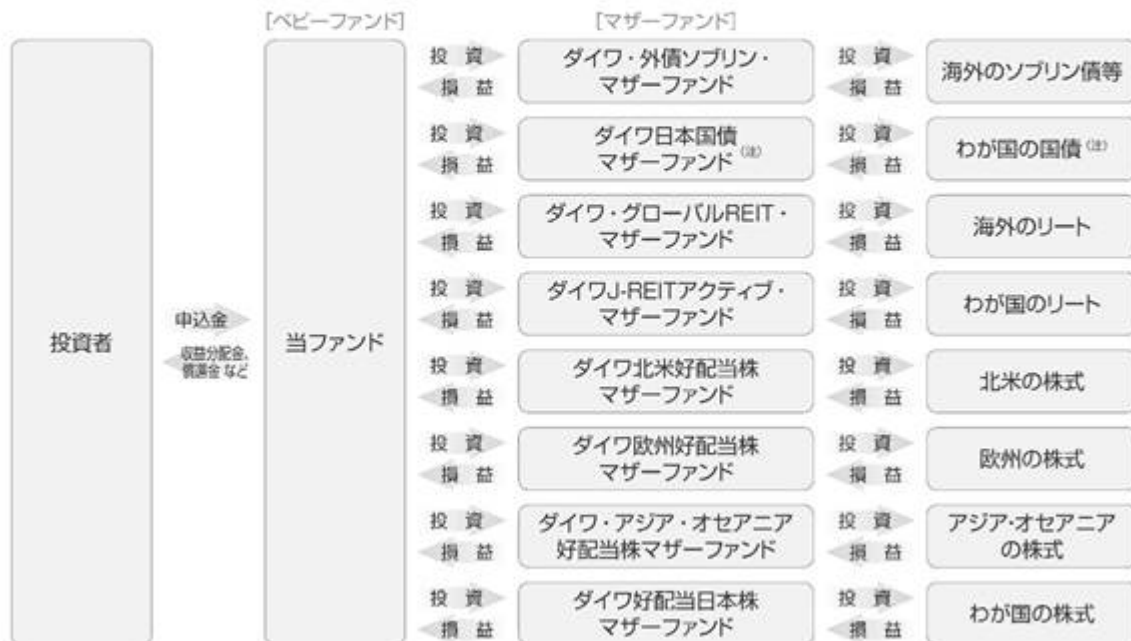 [ベビーファンド]
[マザーファンド]
投資者
申込金
収益分配金、
償還金 など
当ファンド
投 資
損 益
ダイワ・外債ソブリン・
マザーファンド
投 資
損 益
海外のソブリン債等
投 資
損 益
ダイワ日本国債
マザーファンド(注)
投 資
損 益
わが国の国債(注)
投 資
損 益
ダイワ・グローバルREIT・
マザーファンド
投 資
損 益
海外のリート
投 資
損 益
ダイワJ-REITアクティブ・
マザーファンド
投 資
損 益
わが国のリート
投 資
損 益
ダイワ北米好配当株
マザーファンド
投 資
損 益
北米の株式
投 資
損 益
ダイワ欧州好配当株
マザーファンド
投 資
損 益
欧州の株式
投 資
損 益
ダイワ・アジア・オセアニア
好配当株マザーファンド
投 資
損 益
アジア・オセアニア
の株式
投 資
損 益
ダイワ好配当日本株
マザーファンド
投 資
損 益
わが国の株式